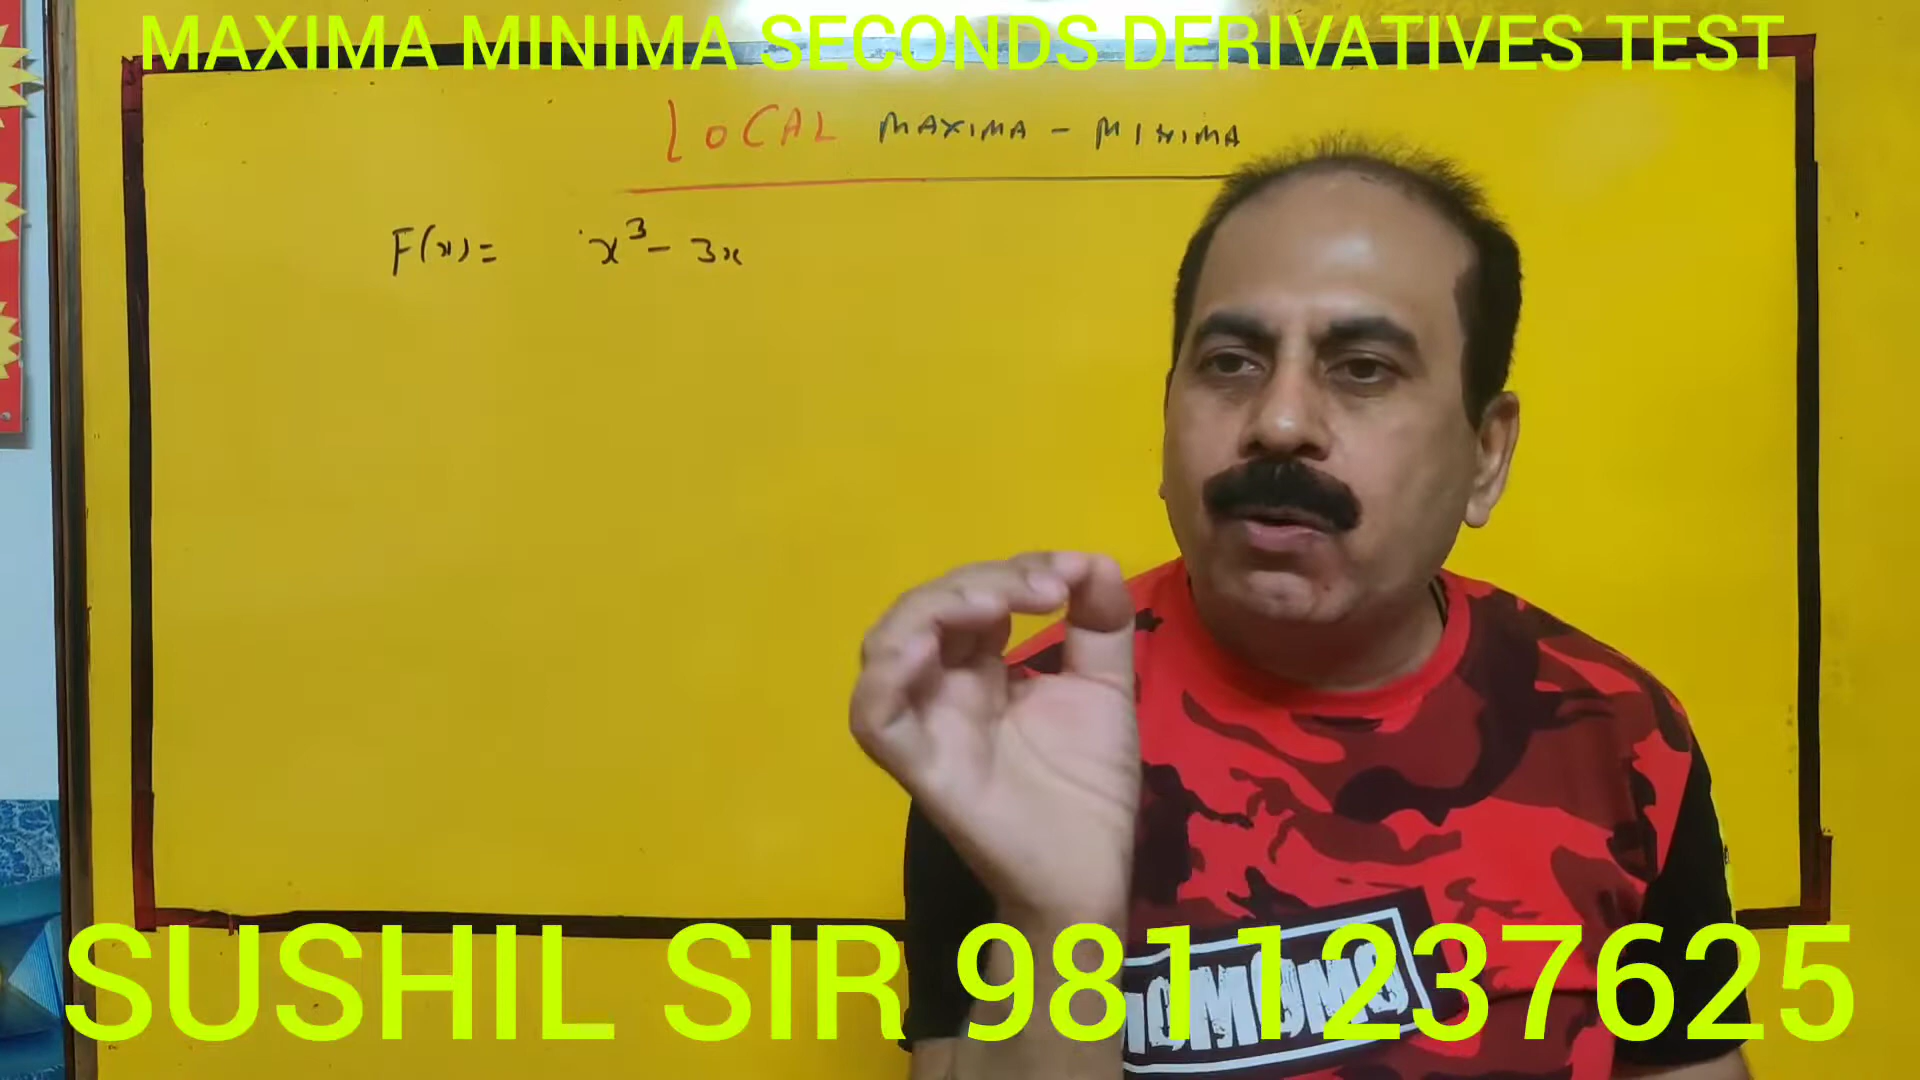 MAXIMA MINIMA SECONDS DERIVATIVES TEST
LOCAL MAXIMA - MINIMA
F(x) = x³ - 3x
SUSHIL SIR 9811237625